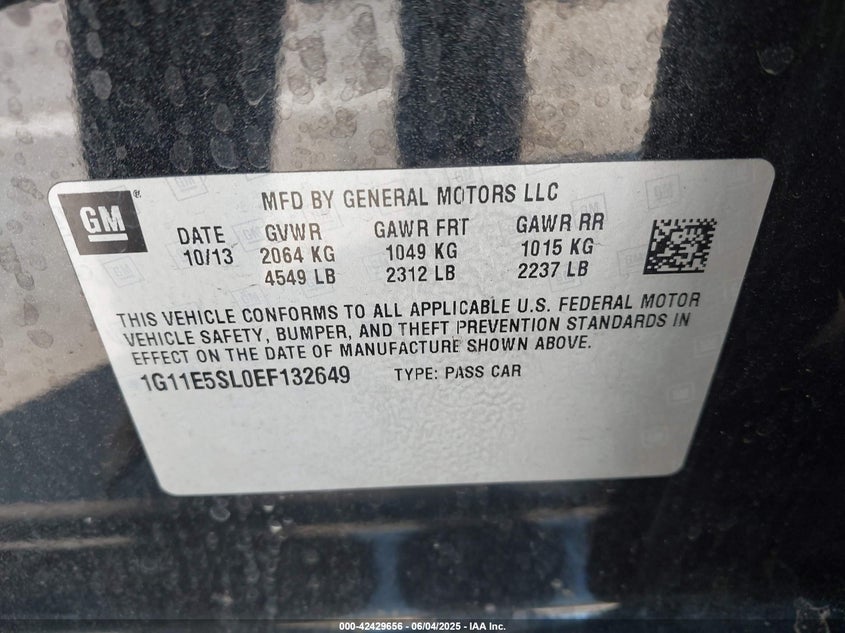 GM
MFD BY GENERAL MOTORS LLC
DATE GVWR GAWR FRT GAWR RR
10/13 2064 KG 1049 KG 1015 KG
4549 LB 2312 LB 2237 LB
THIS VEHICLE CONFORMS TO ALL APPLICABLE U.S. FEDERAL MOTOR
VEHICLE SAFETY, BUMPER, AND THEFT PREVENTION STANDARDS IN
EFFECT ON THE DATE OF MANUFACTURE SHOWN ABOVE.
1G11E5SL0EF132649 TYPE: PASS CAR
000-42429656 - 06/04/2025 - IAA Inc.